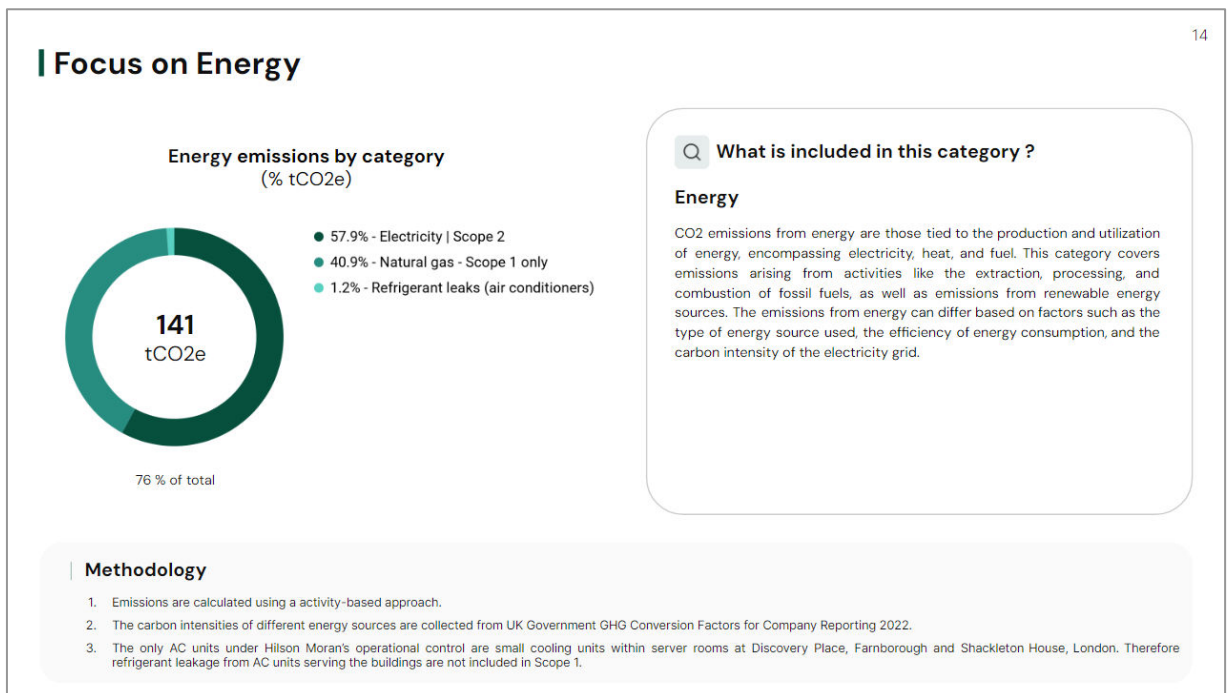 14
Focus on Energy
Energy emissions by category
(% tCO2e)
57.9% - Electricity | Scope 2
40.9% - Natural gas - Scope 1 only
1.2% - Refrigerant leaks (air conditioners)
141
tCO2e
76 % of total
What is included in this category ?
Energy
CO2 emissions from energy are those tied to the production and utilization
of energy, encompassing electricity, heat, and fuel. This category covers
emissions arising from activities like the extraction, processing, and
combustion of fossil fuels, as well as emissions from renewable energy
sources. The emissions from energy can differ based on factors such as the
type of energy source used, the efficiency of energy consumption, and the
carbon intensity of the electricity grid.
Methodology
1. Emissions are calculated using a activity-based approach.
2. The carbon intensities of different energy sources are collected from UK Government GHG Conversion Factors for Company Reporting 2022.
3. The only AC units under Hilson Moran's operational control are small cooling units within server rooms at Discovery Place, Farnborough and Shackleton House, London. Therefore
refrigerant leakage from AC units serving the buildings are not included in Scope 1.